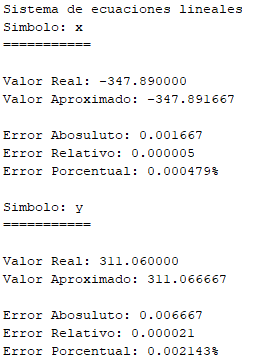 Sistema de ecuaciones lineales
Simbolo: x
===========
Valor Real: -347.890000
Valor Aproximado: -347.891667
Error Abosuluto: 0.001667
Error Relativo: 0.000005
Error Porcentual: 0.000479%
Simbolo: y
===========
Valor Real: 311.060000
Valor Aproximado: 311.066667
Error Abosuluto: 0.006667
Error Relativo: 0.000021
Error Porcentual: 0.002143%